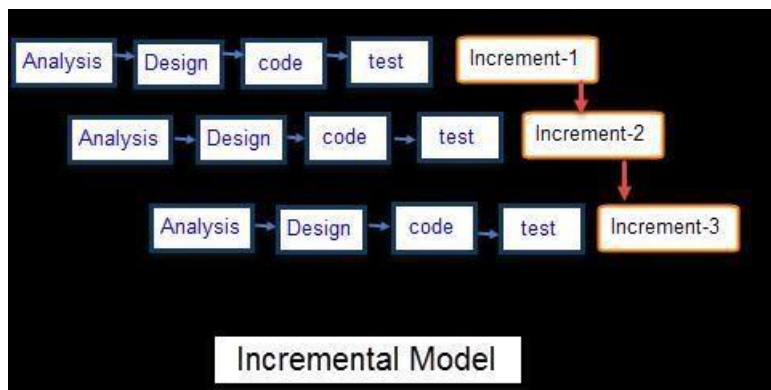 Analysis Design code test Increment-1
Analysis Design code test Increment-2
Analysis Design code test Increment-3
Incremental Model